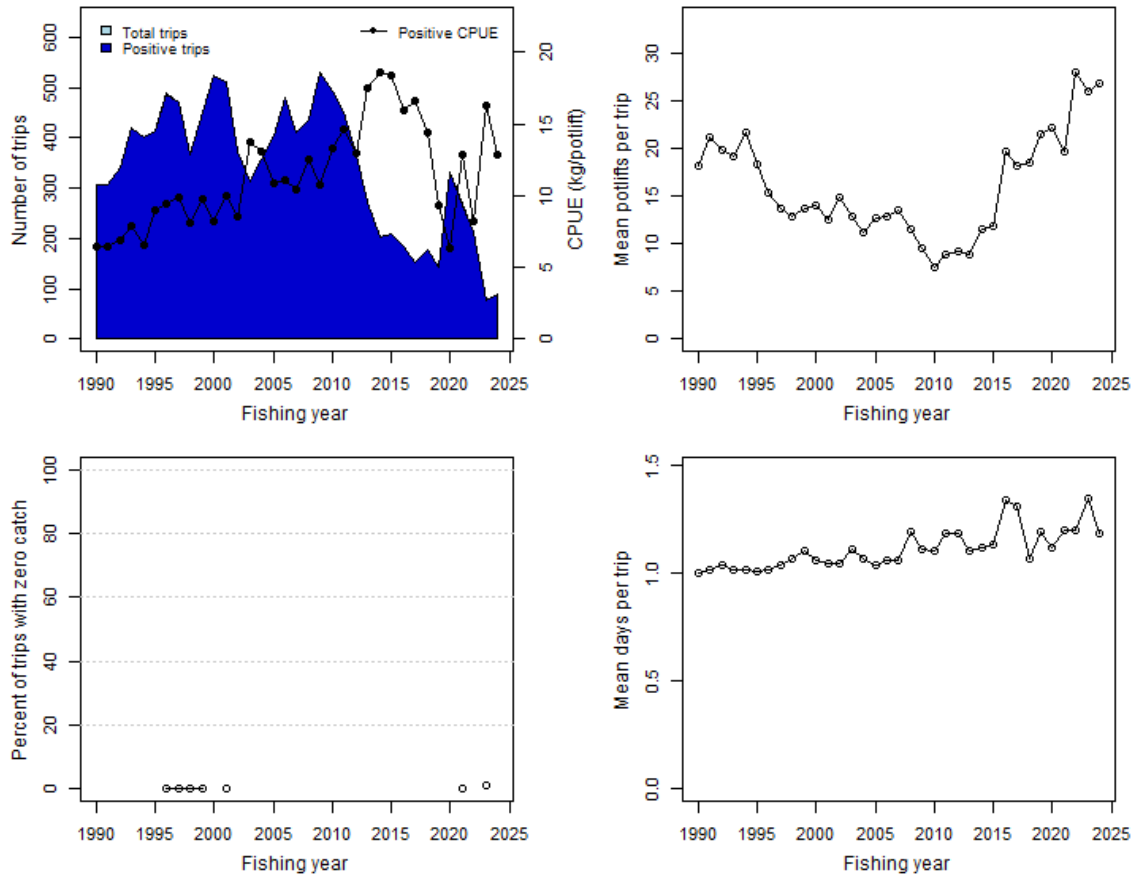 Total trips
Positive trips
Positive CPUE
Number of trips
0 100 200 300 400 500 600
CPUE (kg/potlift)
0 5 10 15 20
1990 1995 2000 2005 2010 2015 2020 2025
Fishing year
Mean potlifts per trip
0 5 10 15 20 25 30
1990 1995 2000 2005 2010 2015 2020 2025
Fishing year
Percent of trips with zero catch
0 20 40 60 80 100
1990 1995 2000 2005 2010 2015 2020 2025
Fishing year
Mean days per trip
0.0 0.5 1.0 1.5
1990 1995 2000 2005 2010 2015 2020 2025
Fishing year